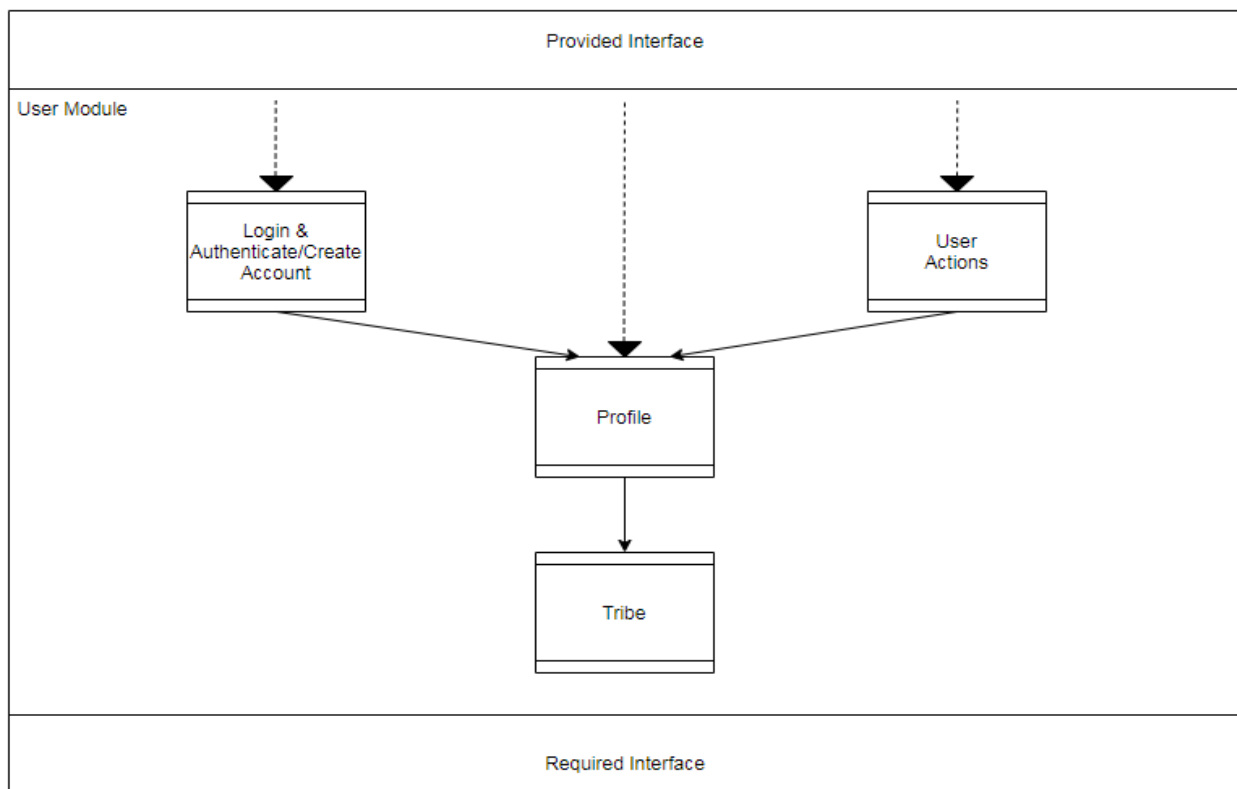 Provided Interface
User Module
Login &
Authenticate/Create
Account
User
Actions
Profile
Tribe
Required Interface